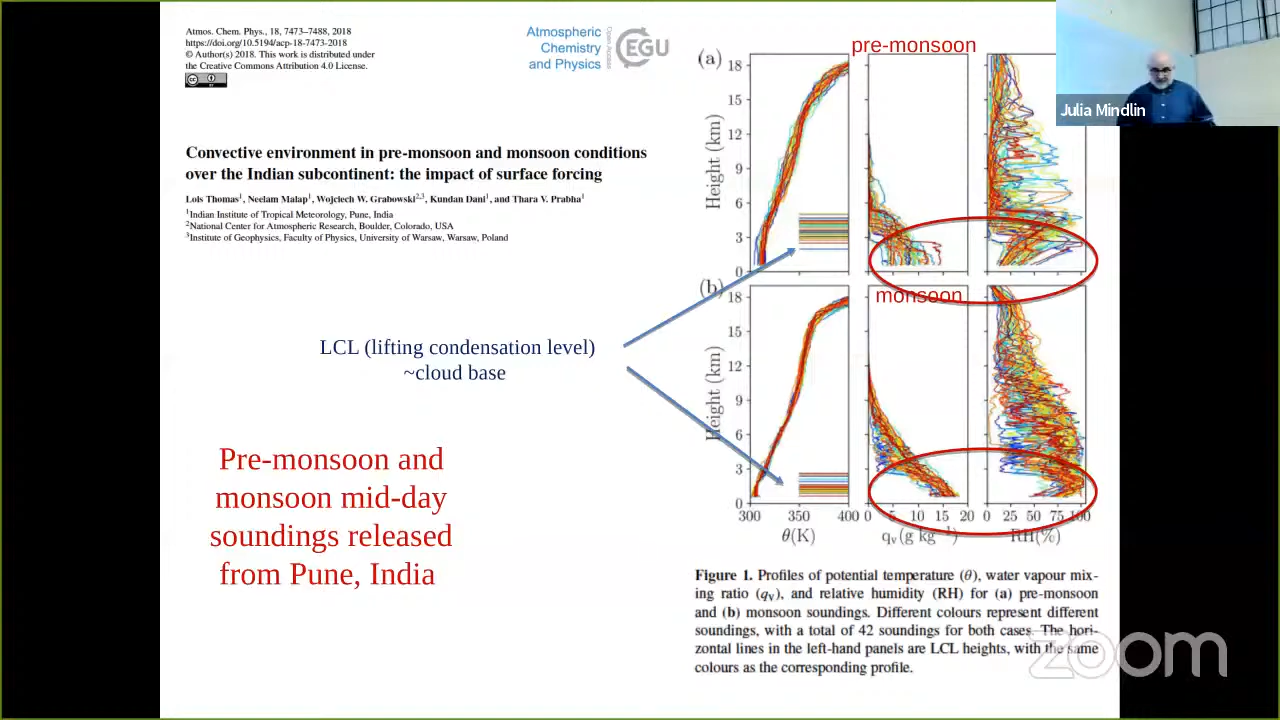 Atmos. Chem. Phys., 18, 7473–7488, 2018
https://doi.org/10.5194/acp-18-7473-2018
© Author(s) 2018. This work is distributed under
the Creative Commons Attribution 4.0 License.
Atmospheric
Chemistry
and Physics
Open Access
EGU
Convective environment in pre-monsoon and monsoon conditions
over the Indian subcontinent: the impact of surface forcing
Lois Thomas1, Neelam Malap1, Wojciech W. Grabowski2,3, Kundan Dani1, and Thara V. Prabha1
1Indian Institute of Tropical Meteorology, Pune, India
2National Center for Atmospheric Research, Boulder, Colorado, USA
3Institute of Geophysics, Faculty of Physics, University of Warsaw, Warsaw, Poland
LCL (lifting condensation level)
~cloud base
Pre-monsoon and
monsoon mid-day
soundings released
from Pune, India
pre-monsoon
(a)
18
15
12
9
6
3
0
Height (km)
monsoon
(b)
18
15
12
9
6
3
0
Height (km)
300 350 400 0 5 10 15 20 0 25 50 75 100
θ(K) qv(g kg−1) RH(%)
Figure 1. Profiles of potential temperature (θ), water vapour mix-
ing ratio (qv), and relative humidity (RH) for (a) pre-monsoon
and (b) monsoon soundings. Different colours represent different
soundings, with a total of 42 soundings for both cases. The hori-
zontal lines in the left-hand panels are LCL heights, with the same
colours as the corresponding profile.
Julia Mindlin
zoom